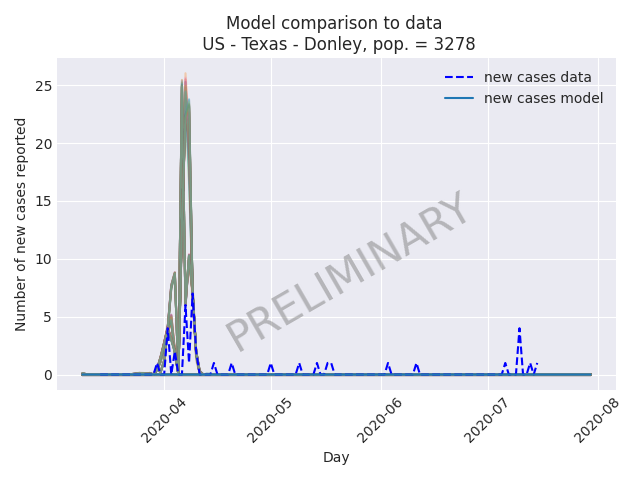 Model comparison to data
US - Texas - Donley, pop. = 3278
new cases data
new cases model
PRELIMINARY
Number of new cases reported
25
20
15
10
5
0
2020-04
2020-05
2020-06
2020-07
2020-08
Day